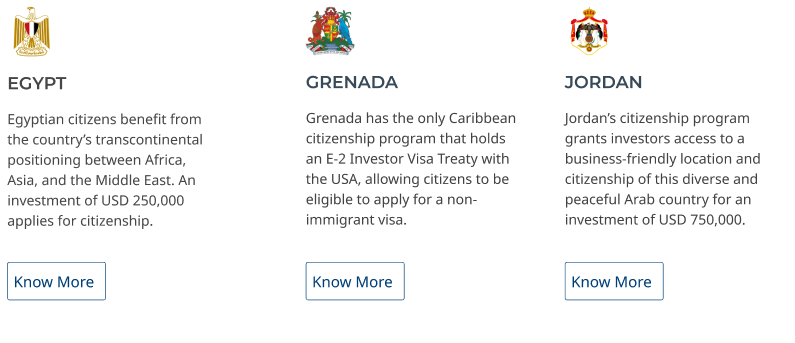 EGYPT
Egyptian citizens benefit from
the country's transcontinental
positioning between Africa,
Asia, and the Middle East. An
investment of USD 250,000
applies for citizenship.
Know More
GRENADA
Grenada has the only Caribbean
citizenship program that holds
an E-2 Investor Visa Treaty with
the USA, allowing citizens to be
eligible to apply for a non-
immigrant visa.
Know More
JORDAN
Jordan's citizenship program
grants investors access to a
business-friendly location and
citizenship of this diverse and
peaceful Arab country for an
investment of USD 750,000.
Know More